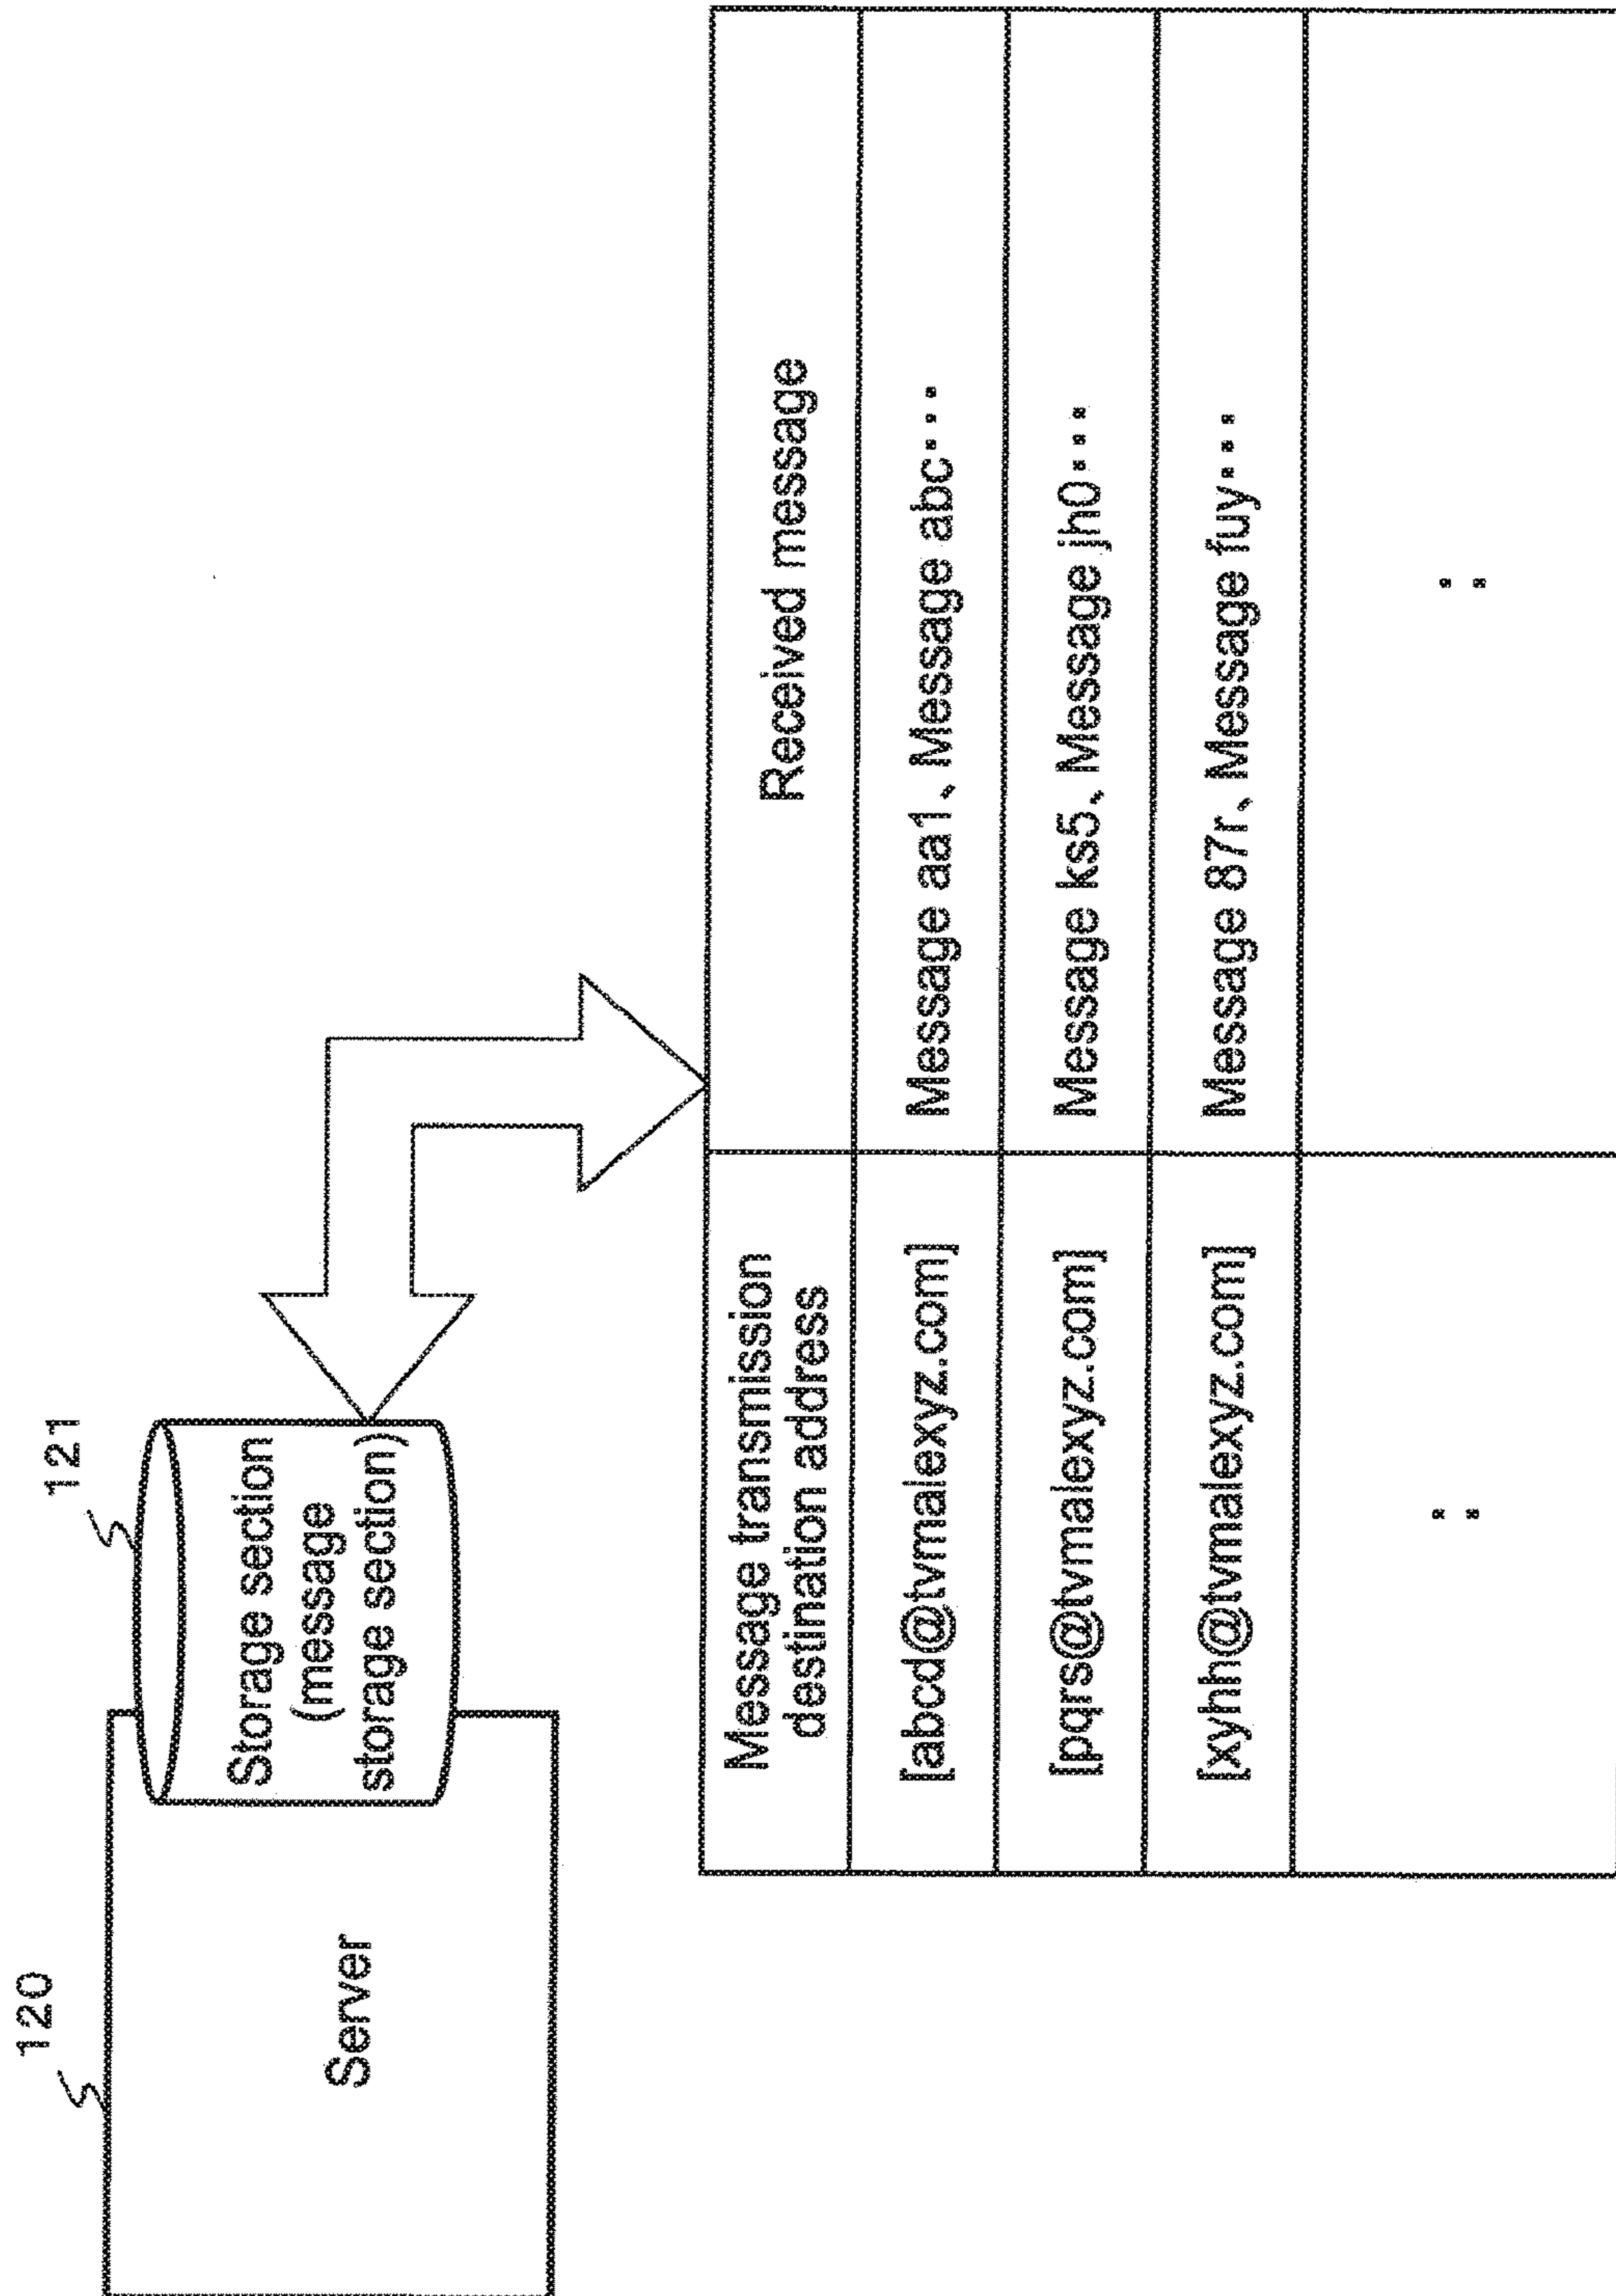 120
Server
121
Storage section
(message
storage section)
Message transmission
destination address
Received message
[abcd@tvmalexyz.com]
Message aa1、Message abc···
[pqrs@tvmalexyz.com]
Message ks5、Message jh0···
[xyhh@tvmalexyz.com]
Message 87r、Message fuy···